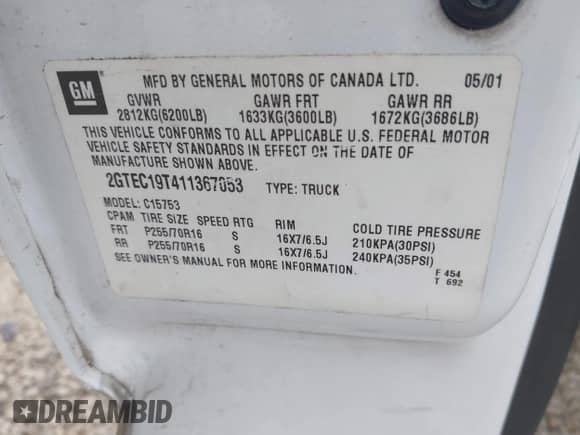 GM
MFD BY GENERAL MOTORS OF CANADA LTD. 05/01
GVWR GAWR FRT GAWR RR
2812KG(6200LB) 1633KG(3600LB) 1672KG(3686LB)
THIS VEHICLE CONFORMS TO ALL APPLICABLE U.S. FEDERAL MOTOR
VEHICLE SAFETY STANDARDS IN EFFECT ON THE DATE OF
MANUFACTURE SHOWN ABOVE.
2GTEC19T411367053 TYPE: TRUCK
MODEL: C15753
CPAM TIRE SIZE SPEED RTG RIM COLD TIRE PRESSURE
FRT P255/70R16 S 16X7/6.5J 210KPA(30PSI)
RR P255/70R16 S 16X7/6.5J 240KPA(35PSI)
SEE OWNER'S MANUAL FOR MORE INFORMATION.
F 454
T 692
DREAMBID